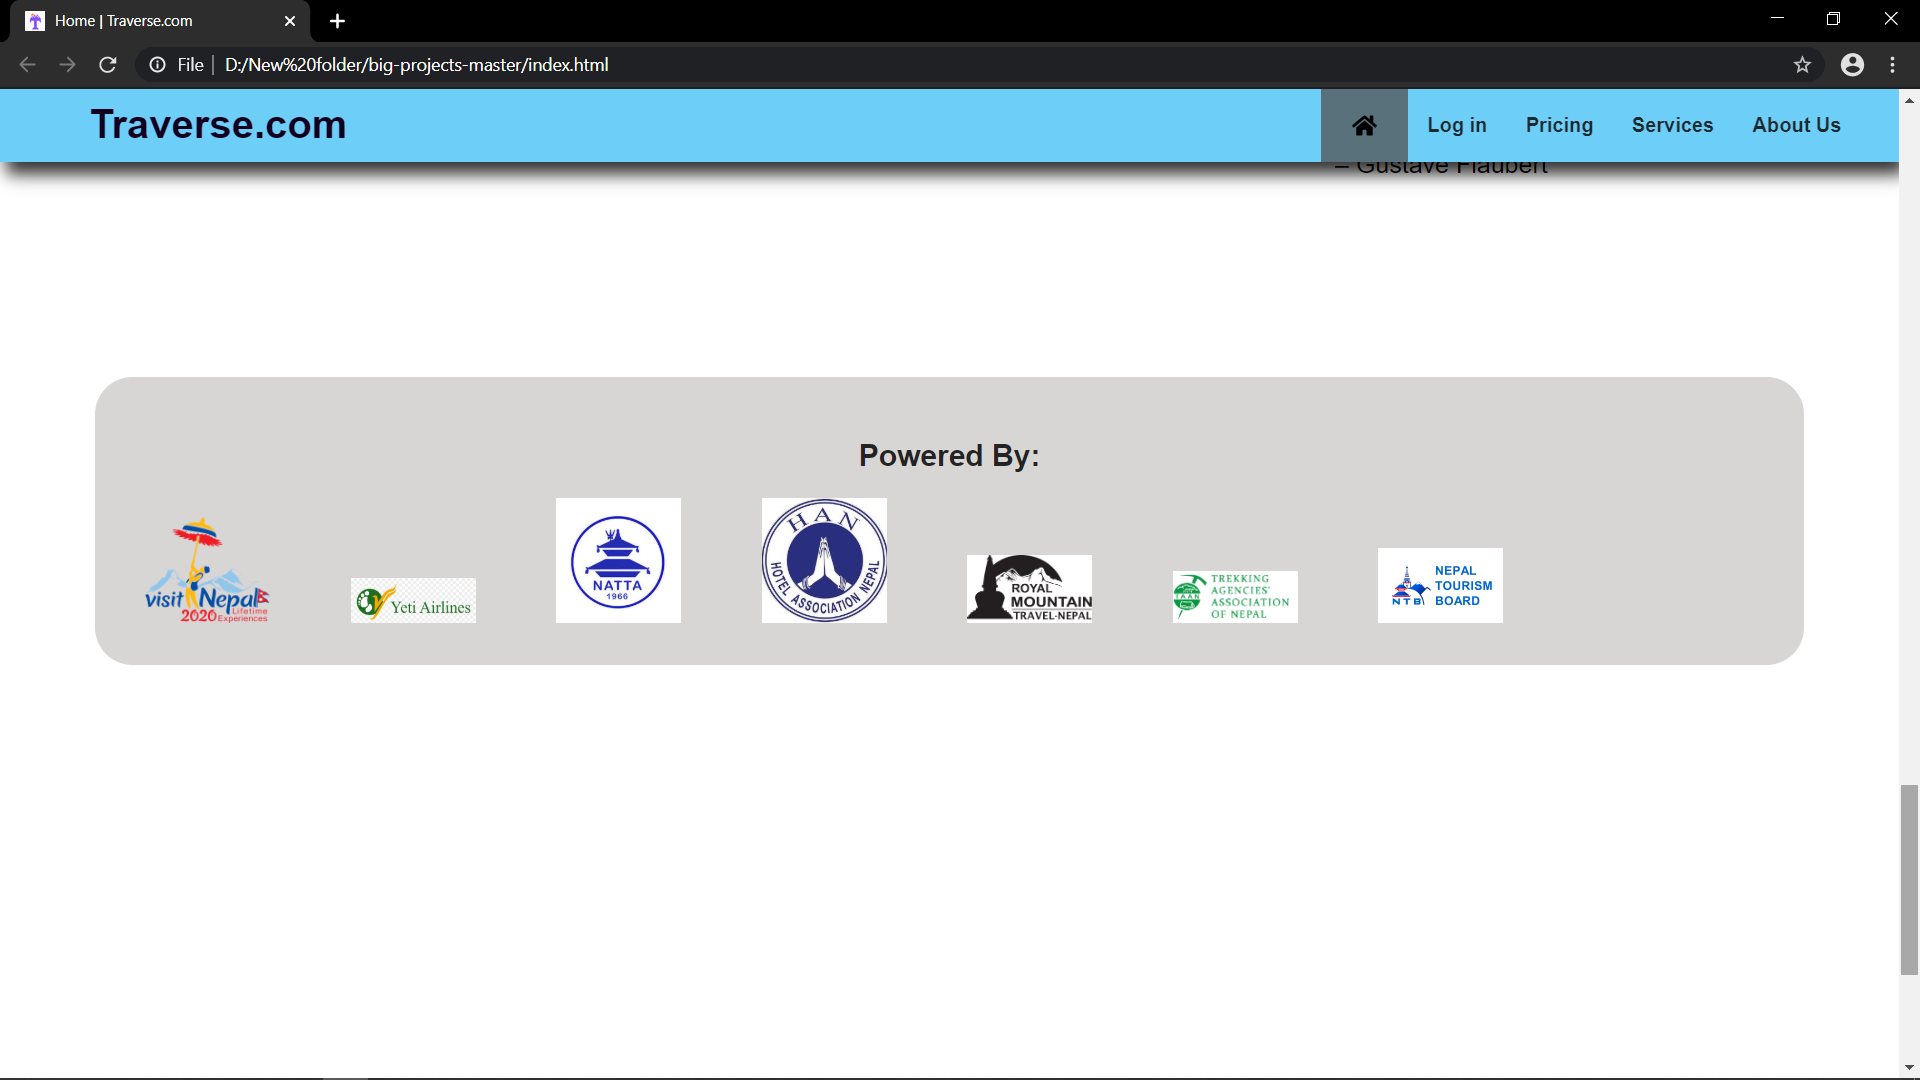 Home | Traverse.com
File
D:/New%20folder/big-projects-master/index.html
Traverse.com
Log in
Pricing
Services
About Us
– Gustave Flaubert
Powered By:
visit Nepal
Lifetime
2020 Experiences
Yeti Airlines
NATTA
1966
HAN
HOTEL ASSOCIATION NEPAL
ROYAL
MOUNTAIN
TRAVEL-NEPAL
TAAN
TREKKING
AGENCIES'
ASSOCIATION
OF NEPAL
NTB
NEPAL
TOURISM
BOARD